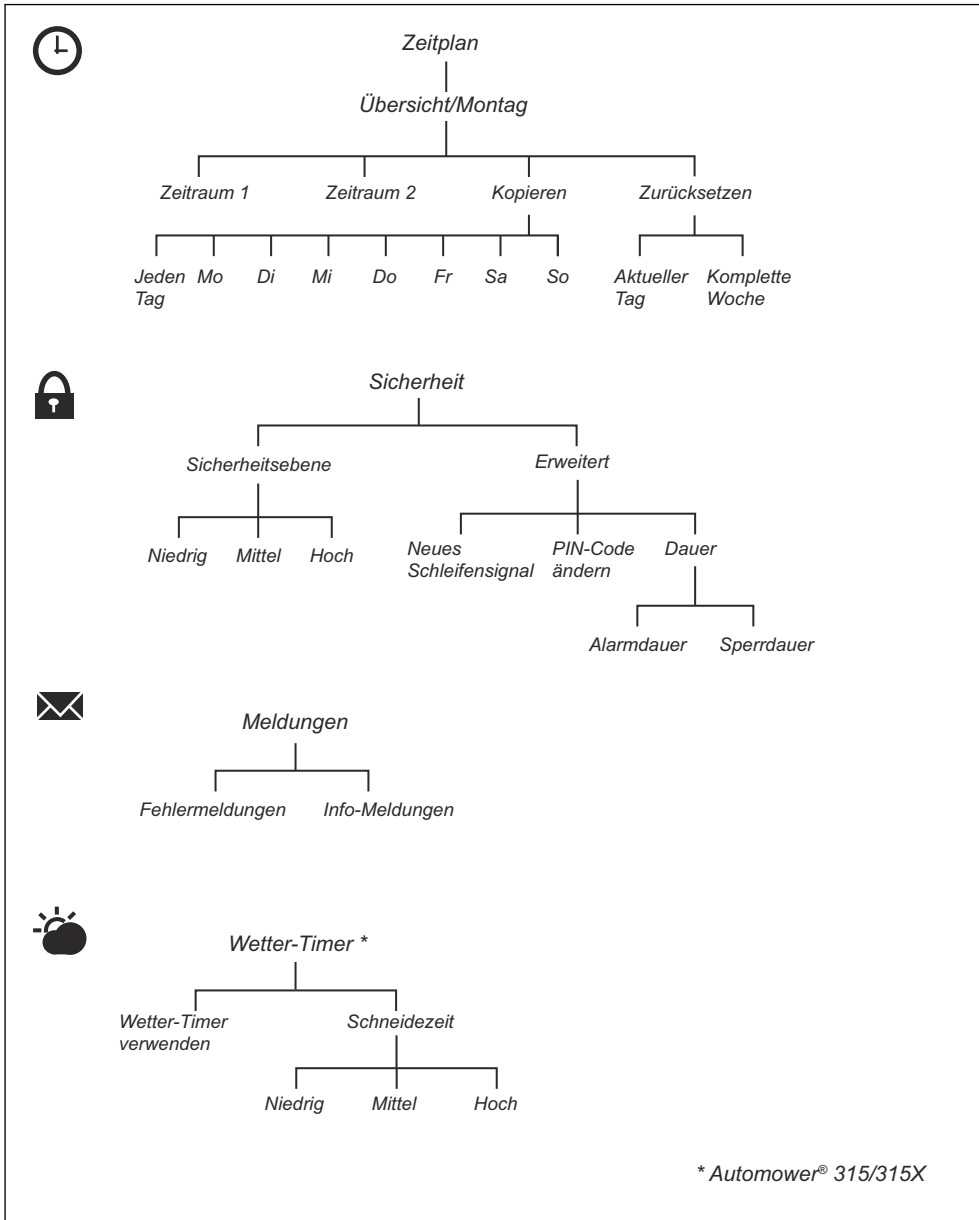 Zeitplan
Übersicht/Montag
Zeitraum 1 Zeitraum 2 Kopieren Zurücksetzen
Jeden Tag Mo Di Mi Do Fr Sa So Aktueller Tag Komplette Woche
Sicherheit
Sicherheitsebene Erweitert
Niedrig Mittel Hoch Neues Schleifensignal PIN-Code ändern Dauer
Alarmdauer Sperrdauer
Meldungen
Fehlermeldungen Info-Meldungen
Wetter-Timer *
Wetter-Timer verwenden Schneidezeit
Niedrig Mittel Hoch
* Automower® 315/315X